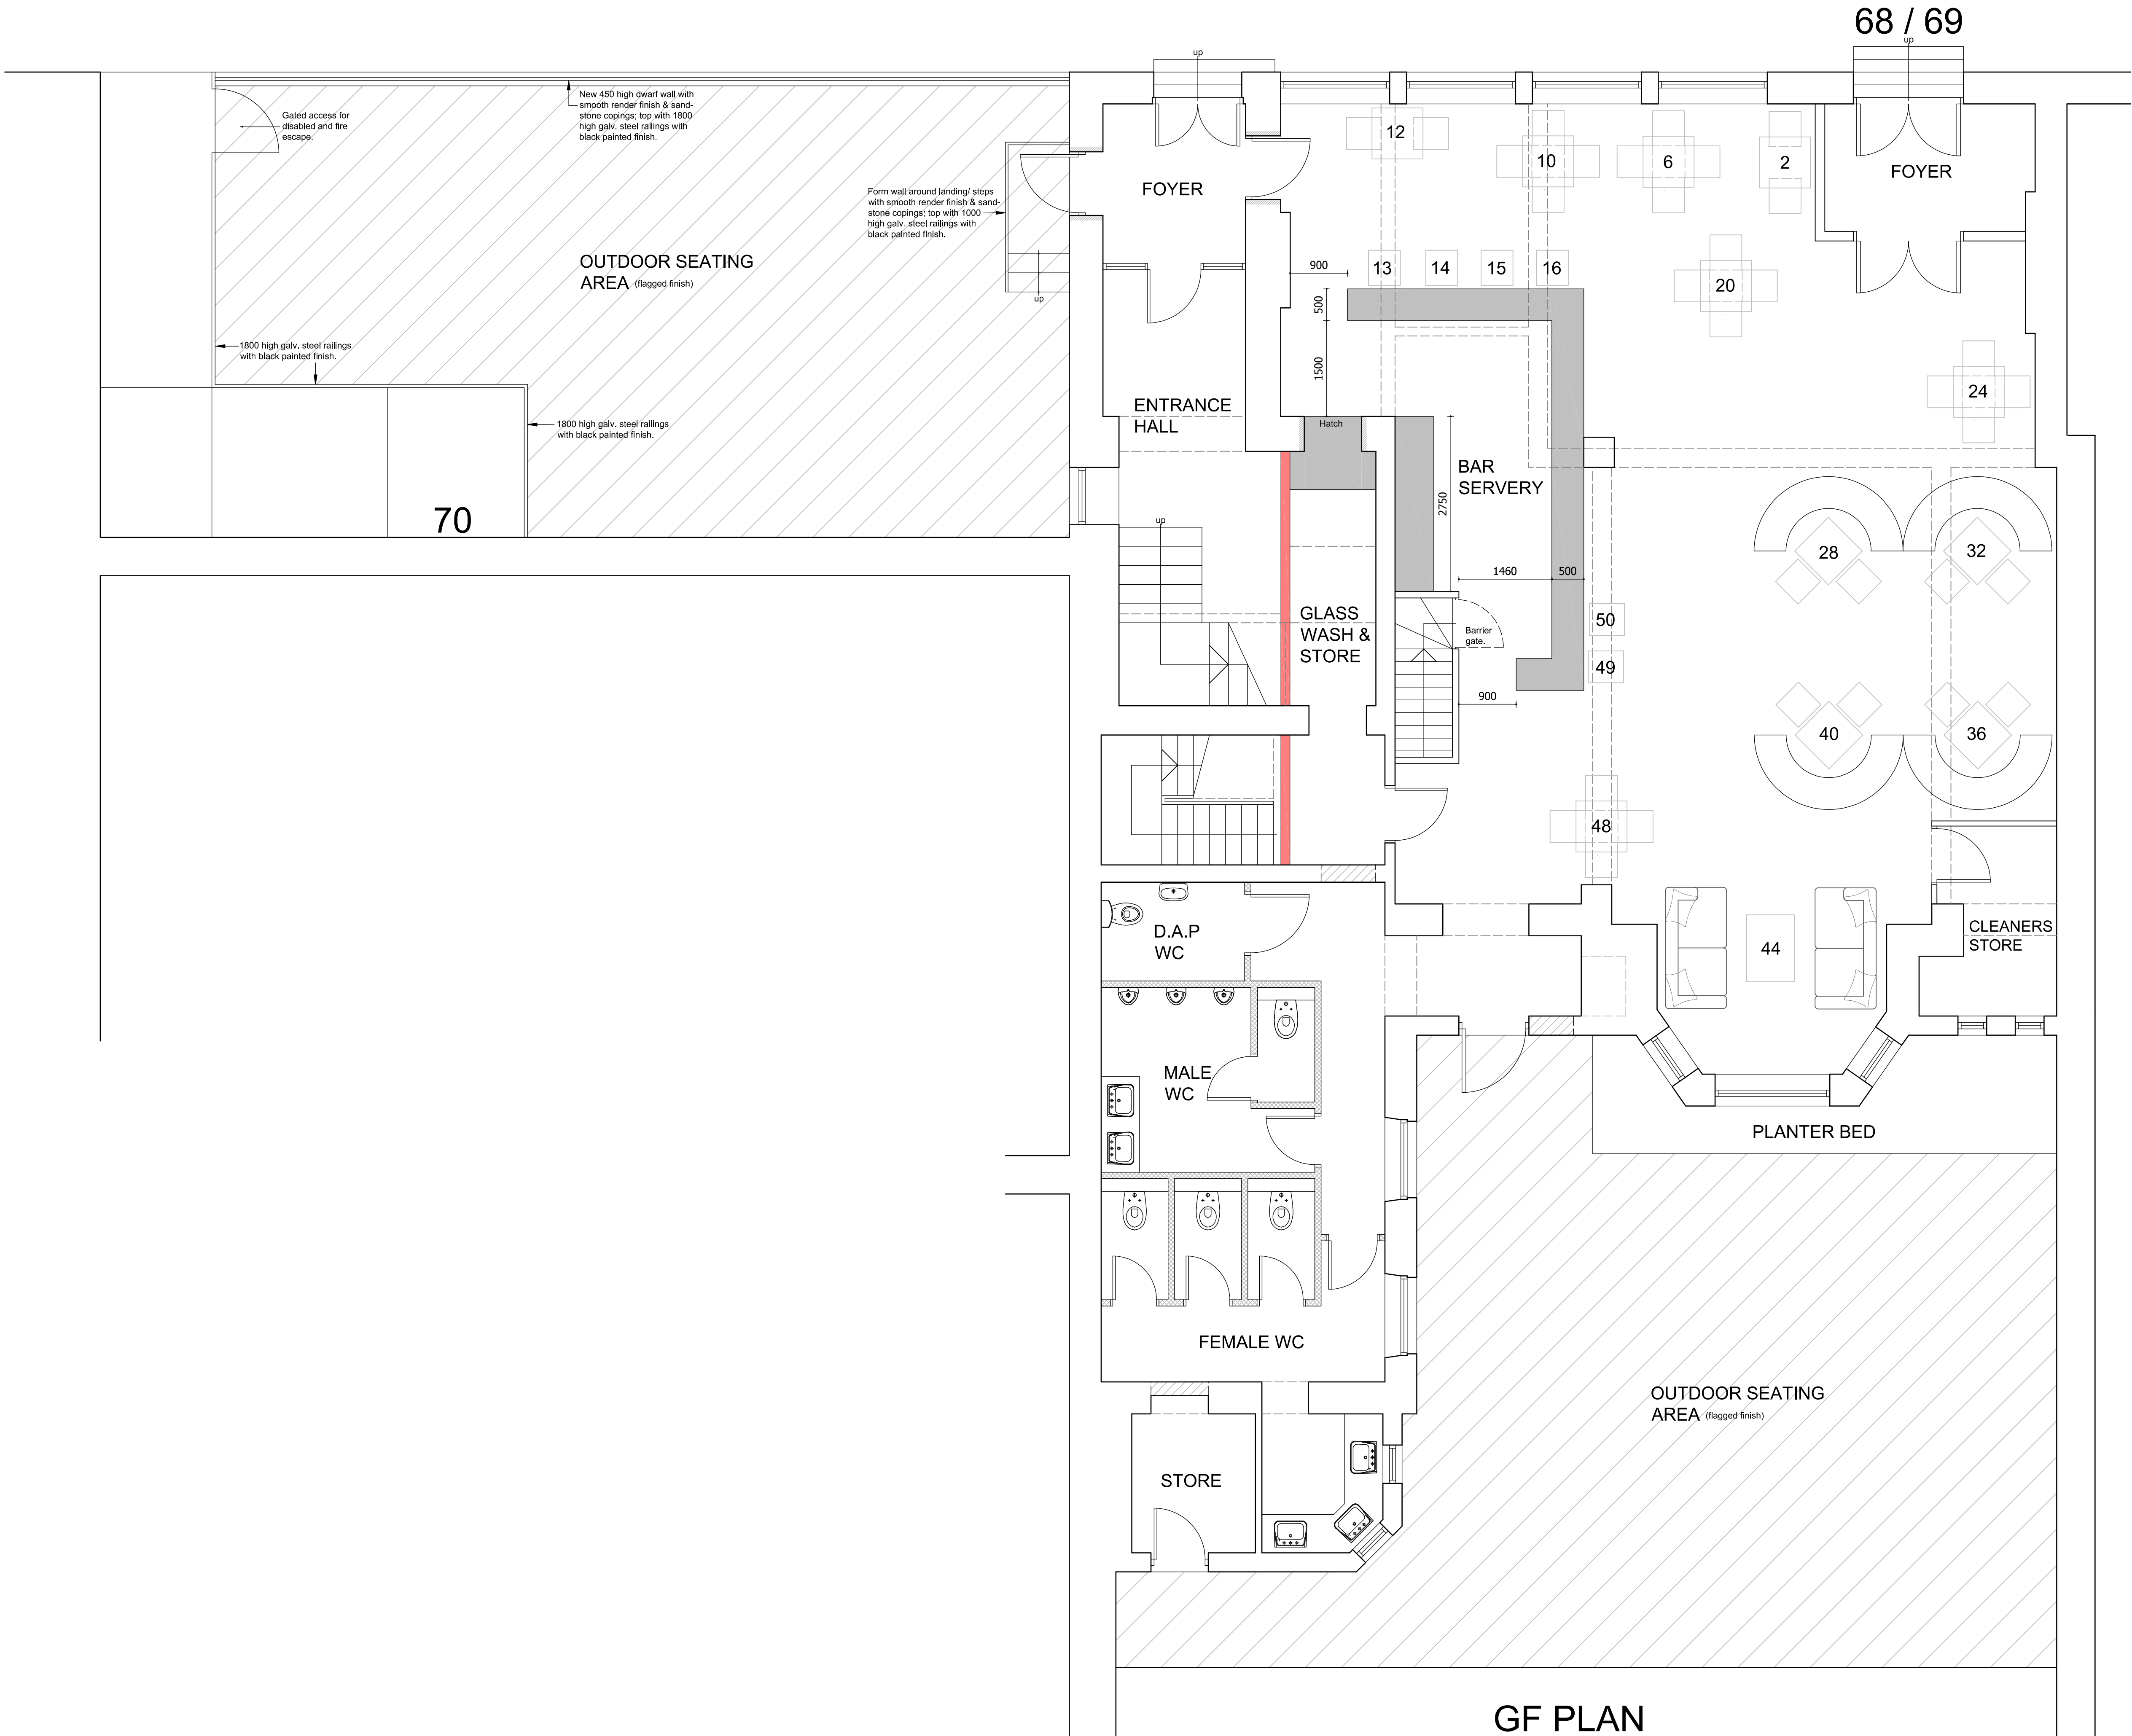 68 / 69
up
up
New 450 high dwarf wall with
smooth render finish & sand-
stone copings; top with 1800
high galv. steel railings with
black painted finish.
Gated access for
disabled and fire
escape.
12
10
6
2
FOYER
FOYER
Form wall around landing/ steps
with smooth render finish & sand-
stone copings; top with 1000
high galv. steel railings with
black painted finish.
OUTDOOR SEATING
AREA (flagged finish)
up
900
13
14
15
16
20
500
1500
1800 high galv. steel railings
with black painted finish.
24
ENTRANCE
HALL
Hatch
1800 high galv. steel railings
with black painted finish.
BAR
SERVERY
2750
70
up
28
32
1460
500
GLASS
WASH &
STORE
50
Barrier
gate.
49
900
40
36
48
D.A.P
WC
44
CLEANERS
STORE
MALE
WC
PLANTER BED
FEMALE WC
OUTDOOR SEATING
AREA (flagged finish)
STORE
GF PLAN